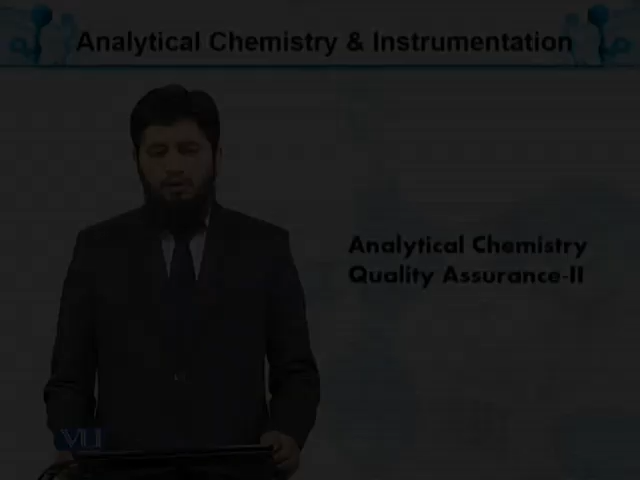 Analytical Chemistry & Instrumentation
Analytical Chemistry
Quality Assurance-II
VU